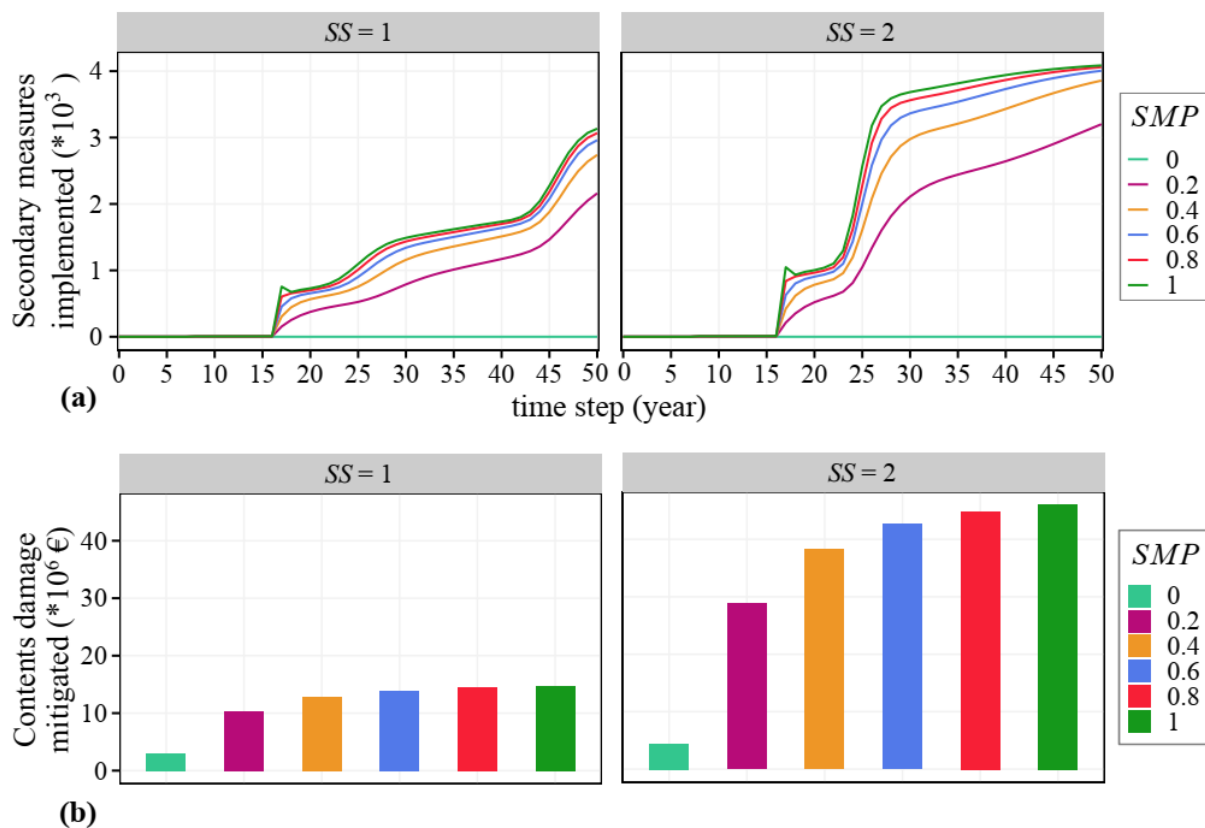 SS = 1
SS = 2
Secondary measures
implemented (*10³ )
4
3
2
1
0
0 5 10 15 20 25 30 35 40 45 50
0 5 10 15 20 25 30 35 40 45 50
time step (year)
(a)
SMP
0
0.2
0.4
0.6
0.8
1
SS = 1
SS = 2
Contents damage
mitigated (*10⁶ €)
40
30
20
10
0
(b)
SMP
0
0.2
0.4
0.6
0.8
1